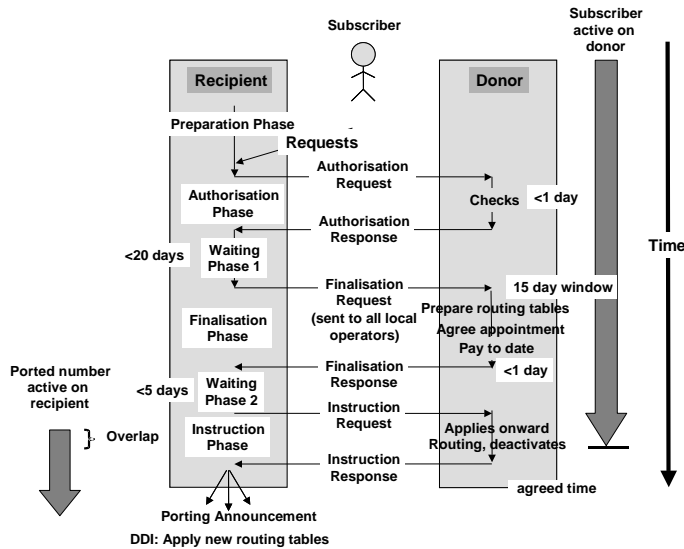 Subscriber
Subscriber
active on
donor
Recipient
Donor
Preparation Phase
Requests
Authorisation
Request
Authorisation
Phase
Checks
<1 day
Authorisation
Response
Time
<20 days
Waiting
Phase 1
Finalisation
Request
(sent to all local
operators)
15 day window
Prepare routing tables
Agree appointment
Pay to date
<1 day
Finalisation
Phase
Finalisation
Response
Ported number
active on
recipient
<5 days
Waiting
Phase 2
Instruction
Request
Overlap
Instruction
Phase
Applies onward
Routing, deactivates
Instruction
Response
agreed time
Porting Announcement
DDI: Apply new routing tables